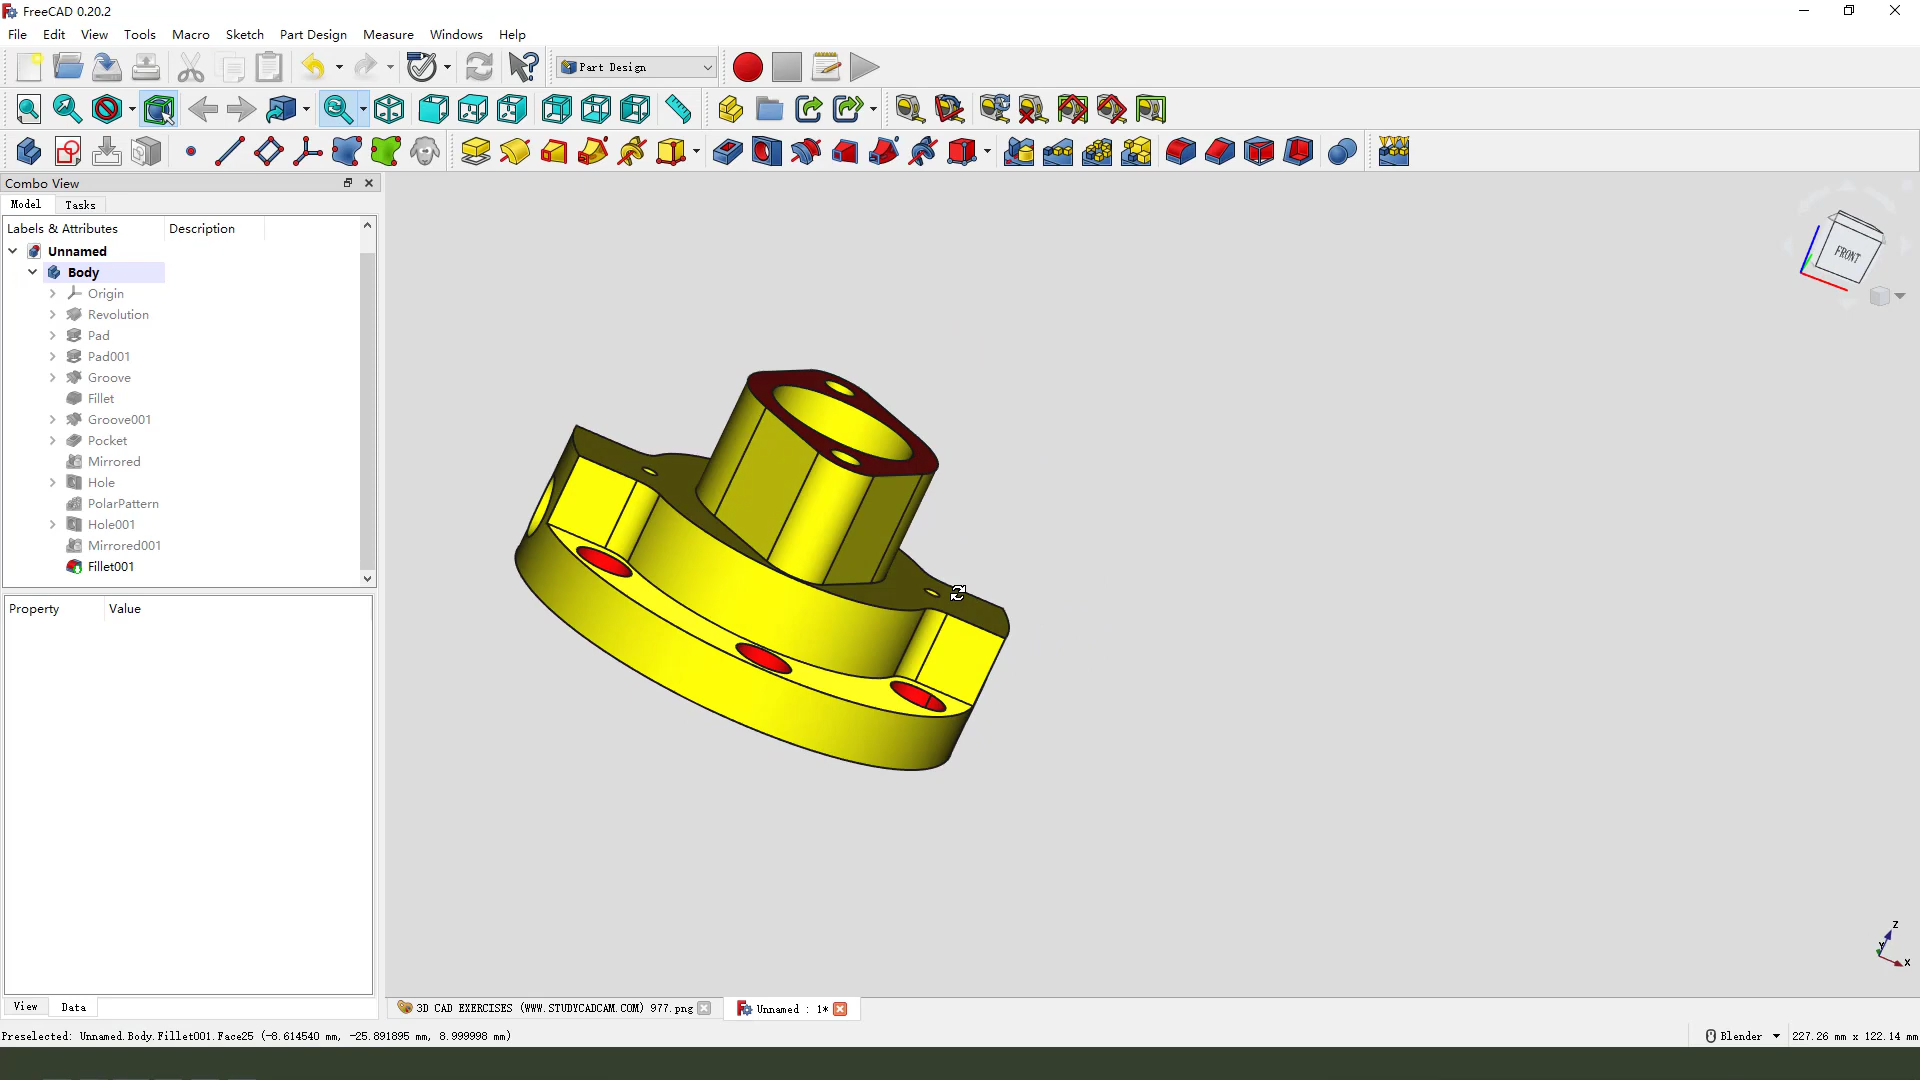 FreeCAD 0.20.2
File Edit View Tools Macro Sketch Part Design Measure Windows Help
Part Design
Combo View
Model Tasks
Labels & Attributes Description
Unnamed
Body
Origin
Revolution
Pad
Pad001
Groove
Fillet
Groove001
Pocket
Mirrored
Hole
PolarPattern
Hole001
Mirrored001
Fillet001
Property Value
FRONT
Z
Y
X
View Data
3D CAD EXERCISES (WWW.STUDYCADCAM.COM) 977.png
Unnamed : 1*
Preselected: Unnamed.Body.Fillet001.Face25 (-8.614540 mm, -25.891895 mm, 8.999998 mm)
Blender
227.26 mm x 122.14 mm